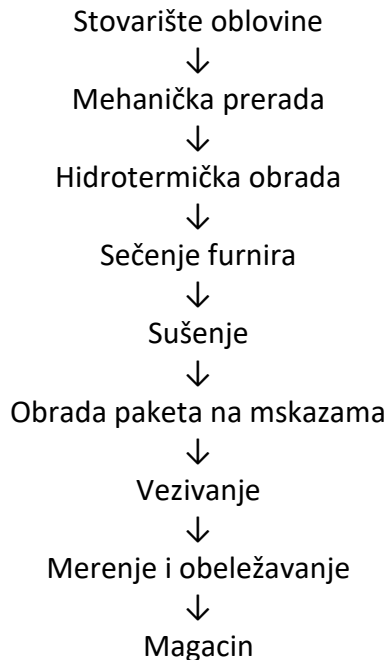 Stovarište oblovine
↓
Mehanička prerada
↓
Hidrotermička obrada
↓
Sečenje furnira
↓
Sušenje
↓
Obrada paketa na mskazama
↓
Vezivanje
↓
Merenje i obeležavanje
↓
Magacin